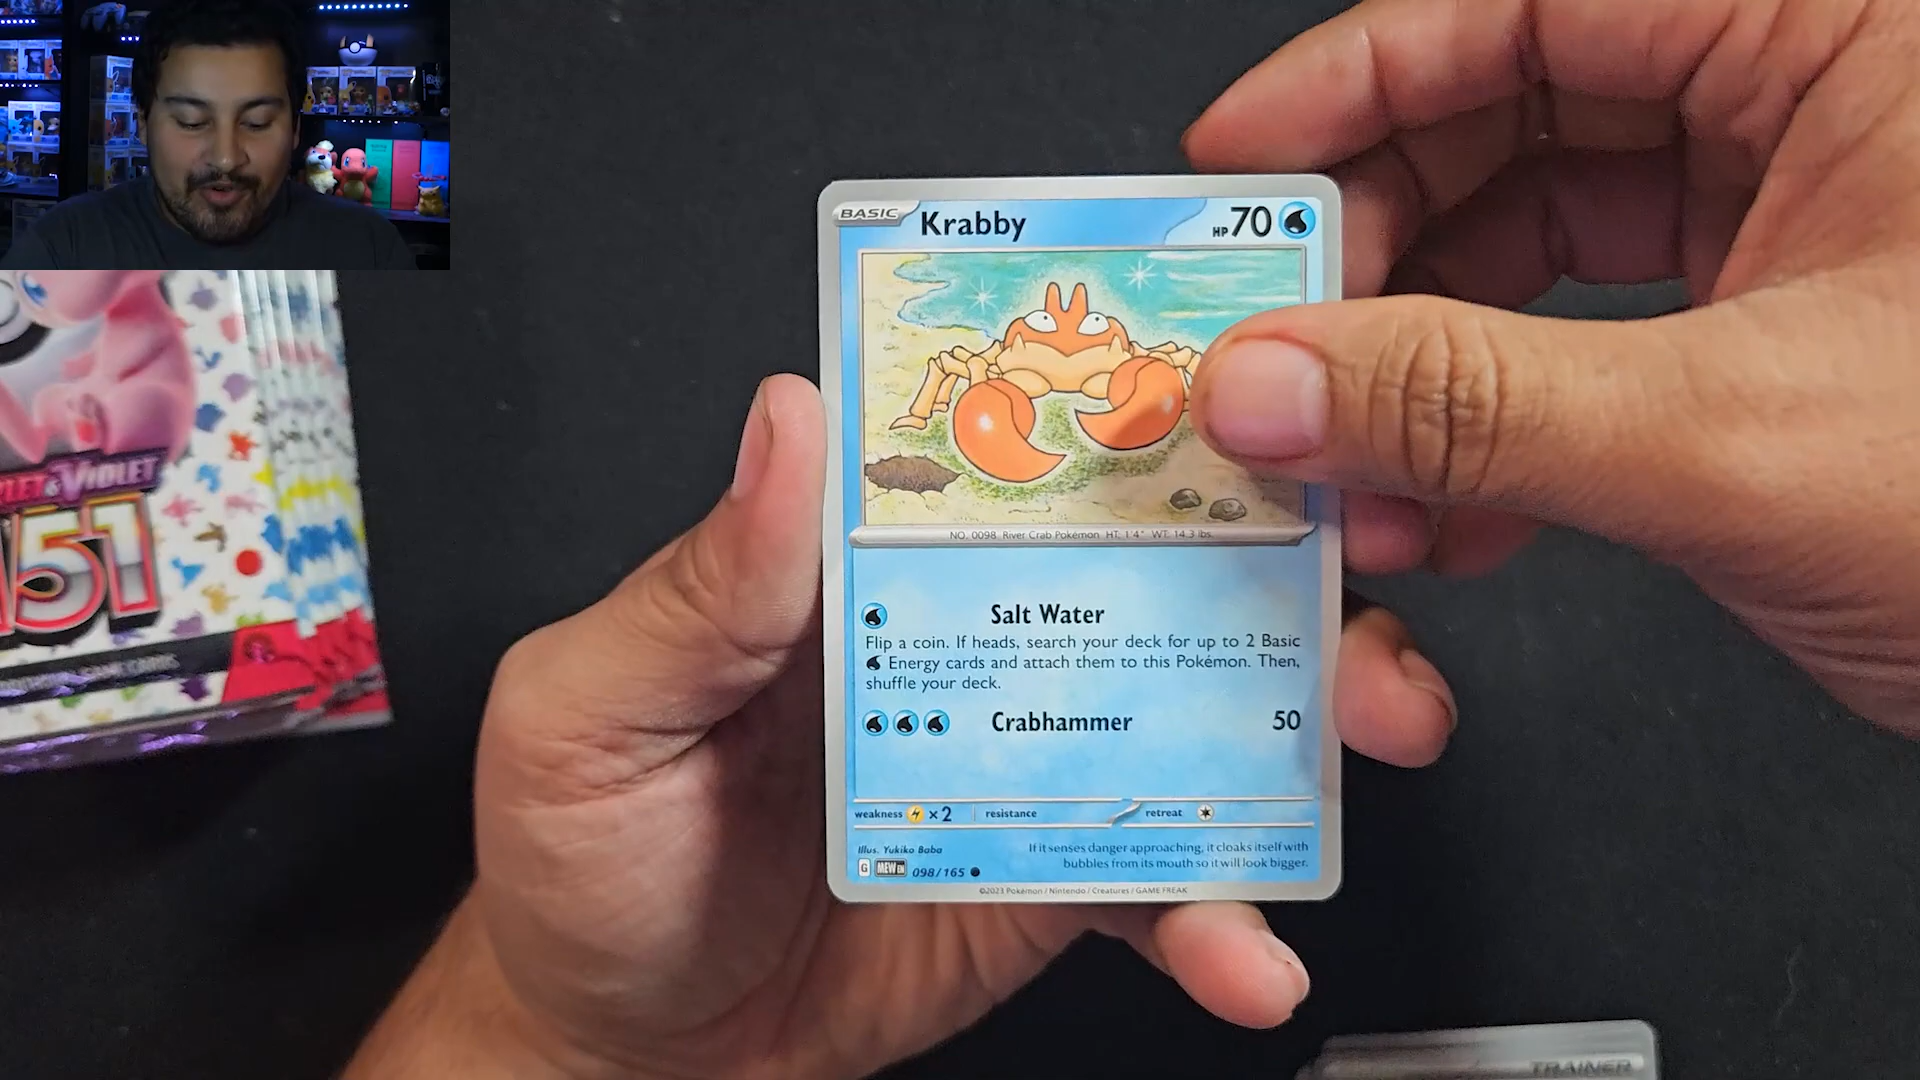 BASIC
Krabby
HP 70
NO. 0098 River Crab Pokémon HT: 1'4" WT: 14.3 lbs.
Salt Water
Flip a coin. If heads, search your deck for up to 2 Basic
Energy cards and attach them to this Pokémon. Then,
shuffle your deck.
Crabhammer 50
weakness ×2 resistance retreat
Illus. Yukiko Baba
If it senses danger approaching, it cloaks itself with
bubbles from its mouth so it will look bigger.
G MEW EN 098/165
©2023 Pokémon / Nintendo / Creatures / GAME FREAK
&VIOLET
151
TRAINER